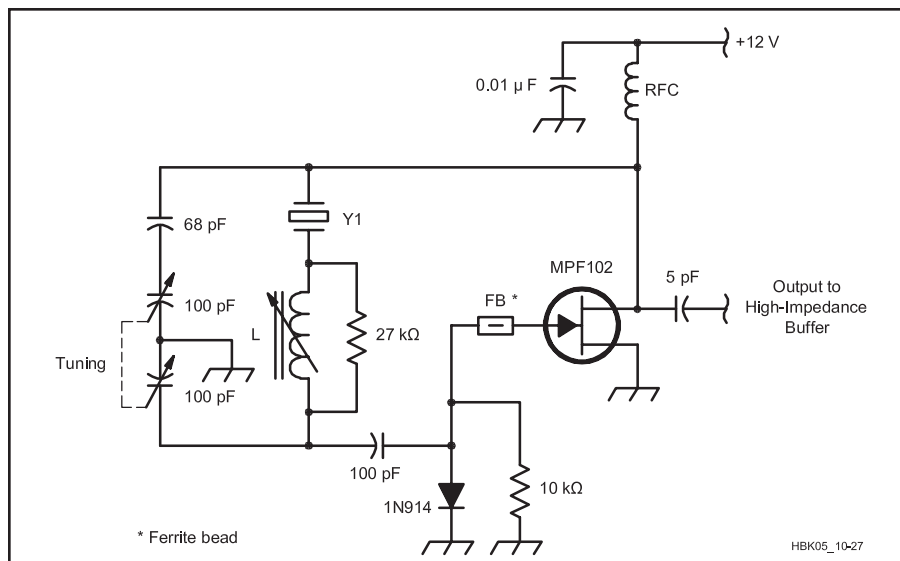 +12 V
0.01 µ F
RFC
68 pF
Y1
MPF102
5 pF
Output to
High-Impedance
Buffer
100 pF
FB *
L
27 kΩ
Tuning
100 pF
100 pF
1N914
10 kΩ
* Ferrite bead
HBK05_10-27